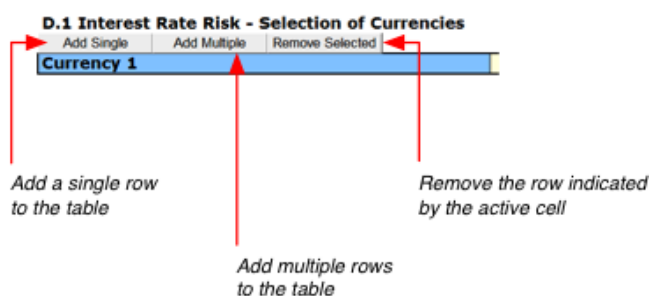 D.1 Interest Rate Risk - Selection of Currencies
Add Single Add Multiple Remove Selected
Currency 1
Add a single row
to the table
Remove the row indicated
by the active cell
Add multiple rows
to the table